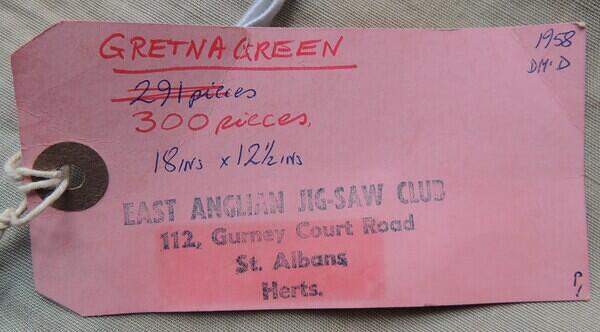 GRETNA GREEN
1958
DM.D
291 pieces
300 pieces.
18 INS x 12½ INS
EAST ANGLIAN JIG-SAW CLUB
112, Gurney Court Road
St. Albans
Herts.
P!